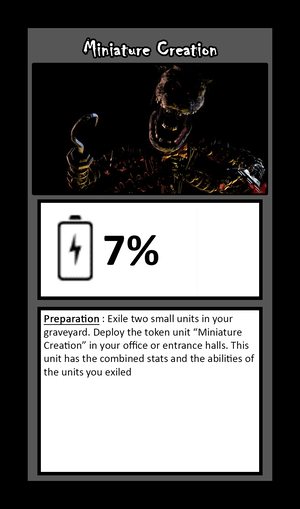 Miniature Creation
7%
Preparation : Exile two small units in your
graveyard. Deploy the token unit “Miniature
Creation” in your office or entrance halls. This
unit has the combined stats and the abilities of
the units you exiled